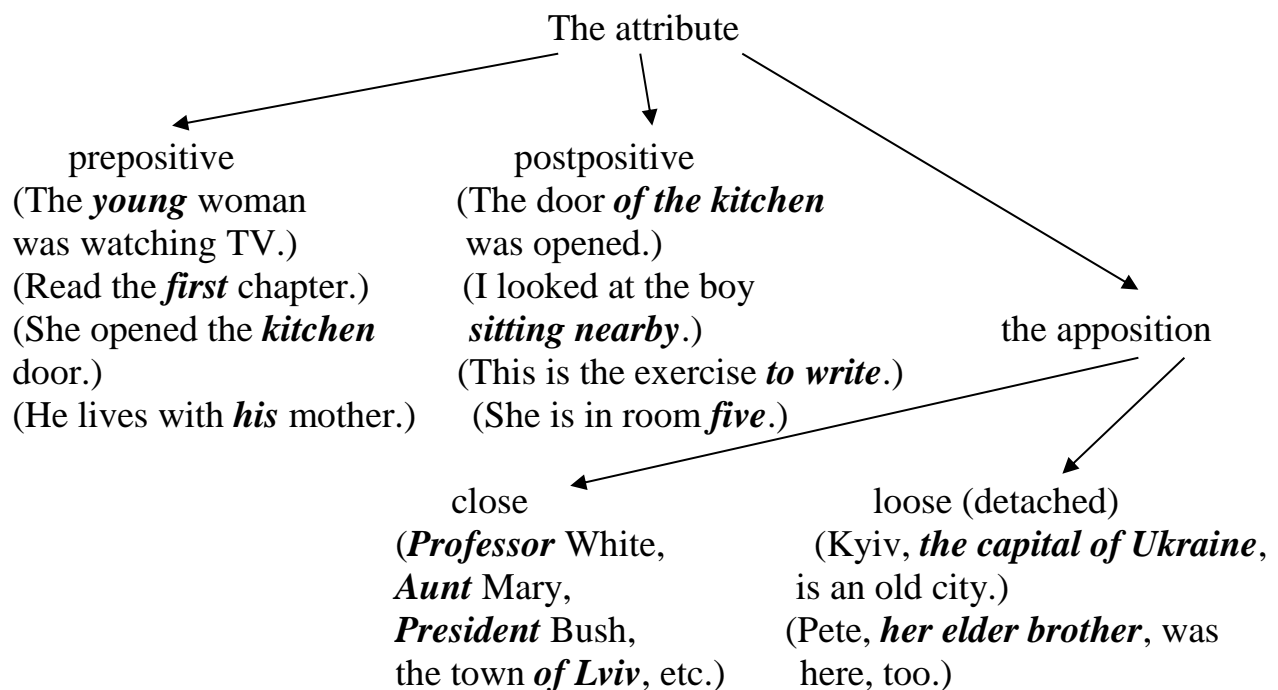 The attribute
prepositive
(The young woman
was watching TV.)
(Read the first chapter.)
(She opened the kitchen
door.)
(He lives with his mother.)
postpositive
(The door of the kitchen
was opened.)
(I looked at the boy
sitting nearby.)
(This is the exercise to write.)
(She is in room five.)
the apposition
close
(Professor White,
Aunt Mary,
President Bush,
the town of Lviv, etc.)
loose (detached)
(Kyiv, the capital of Ukraine,
is an old city.)
(Pete, her elder brother, was
here, too.)